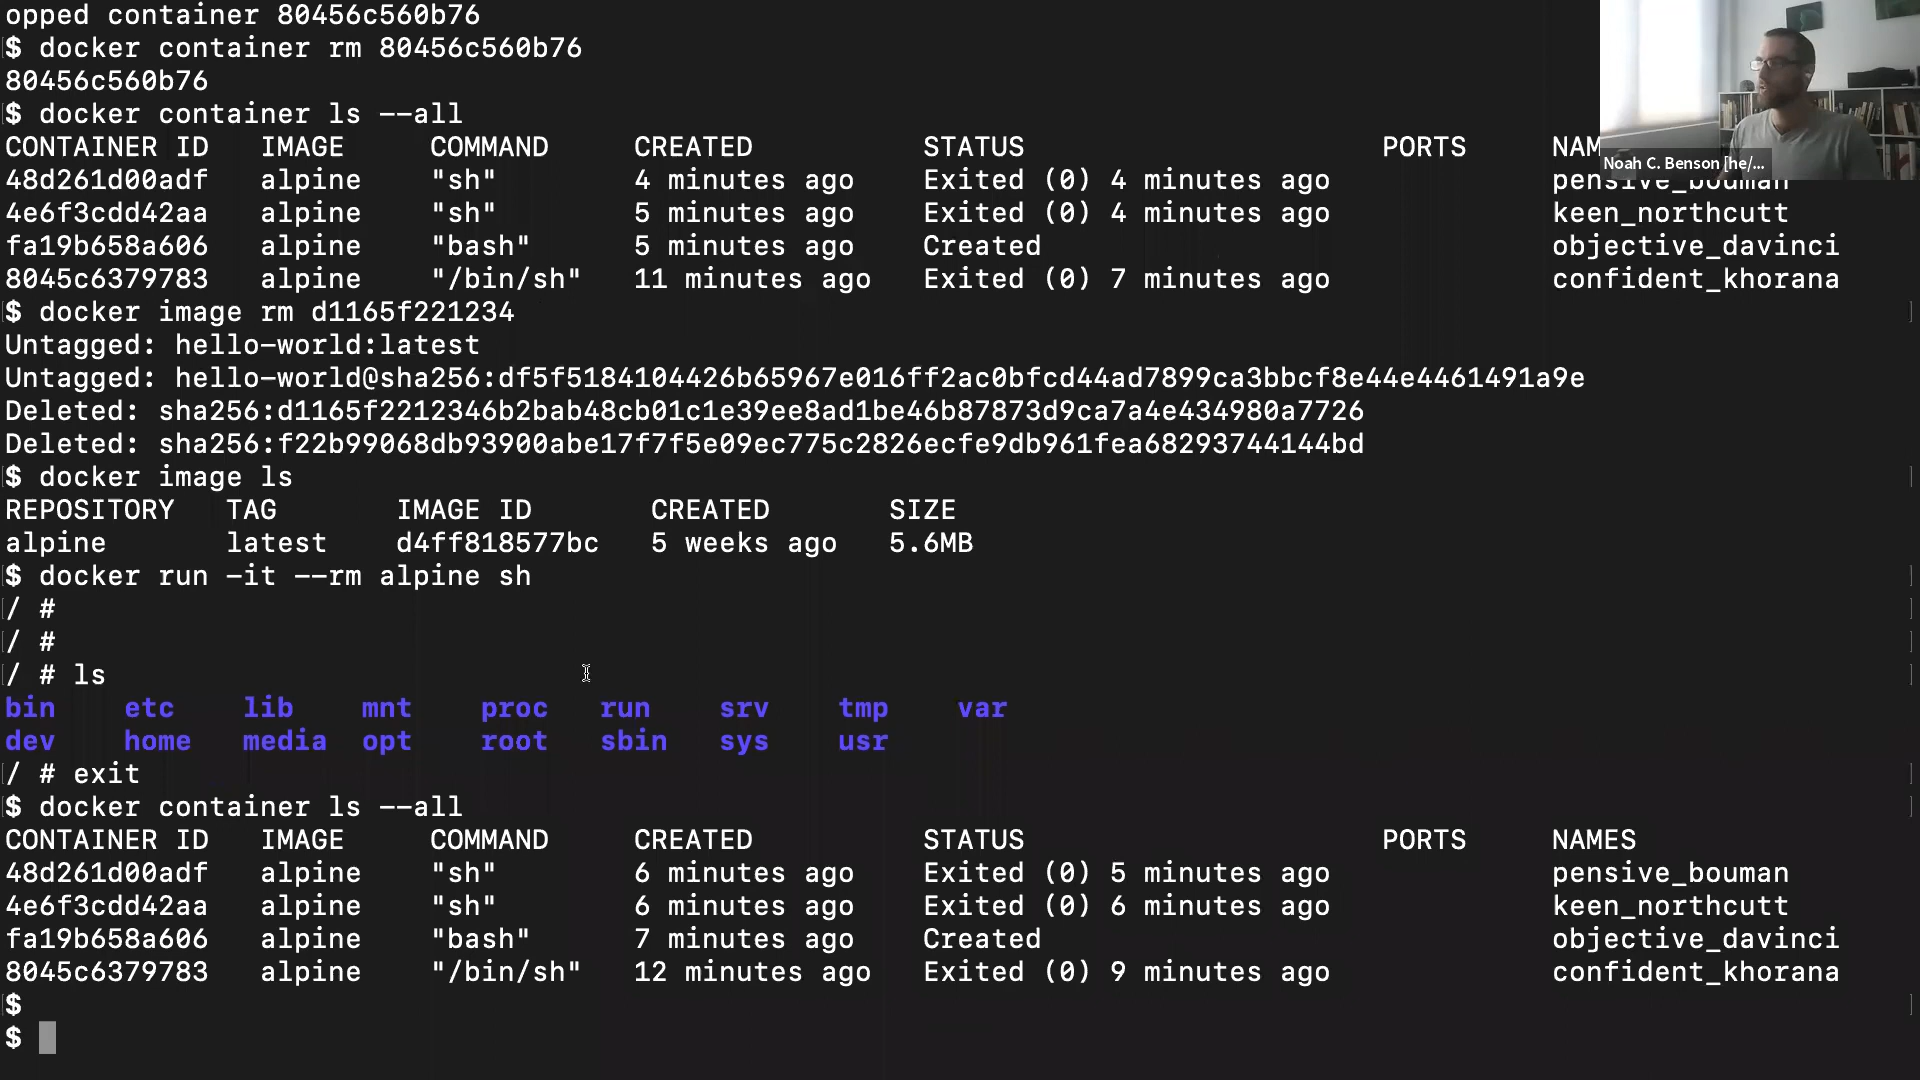 opped container 80456c560b76
$ docker container rm 80456c560b76
80456c560b76
$ docker container ls --all
CONTAINER ID   IMAGE     COMMAND     CREATED          STATUS                     PORTS     NAM
Noah C. Benson [he/...
48d261d00adf   alpine    "sh"        4 minutes ago    Exited (0) 4 minutes ago             pensive_bouman
4e6f3cdd42aa   alpine    "sh"        5 minutes ago    Exited (0) 4 minutes ago             keen_northcutt
fa19b658a606   alpine    "bash"      5 minutes ago    Created                              objective_davinci
8045c6379783   alpine    "/bin/sh"   11 minutes ago   Exited (0) 7 minutes ago             confident_khorana
$ docker image rm d1165f221234
Untagged: hello-world:latest
Untagged: hello-world@sha256:df5f5184104426b65967e016ff2ac0bfcd44ad7899ca3bbcf8e44e4461491a9e
Deleted: sha256:d1165f2212346b2bab48cb01c1e39ee8ad1be46b87873d9ca7a4e434980a7726
Deleted: sha256:f22b99068db93900abe17f7f5e09ec775c2826ecfe9db961fea68293744144bd
$ docker image ls
REPOSITORY   TAG       IMAGE ID       CREATED       SIZE
alpine       latest    d4ff818577bc   5 weeks ago   5.6MB
$ docker run -it --rm alpine sh
/ #
/ #
/ # ls
bin    etc    lib    mnt    proc   run    srv    tmp    var
dev    home   media  opt    root   sbin   sys    usr
/ # exit
$ docker container ls --all
CONTAINER ID   IMAGE     COMMAND     CREATED          STATUS                     PORTS     NAMES
48d261d00adf   alpine    "sh"        6 minutes ago    Exited (0) 5 minutes ago             pensive_bouman
4e6f3cdd42aa   alpine    "sh"        6 minutes ago    Exited (0) 6 minutes ago             keen_northcutt
fa19b658a606   alpine    "bash"      7 minutes ago    Created                              objective_davinci
8045c6379783   alpine    "/bin/sh"   12 minutes ago   Exited (0) 9 minutes ago             confident_khorana
$
$